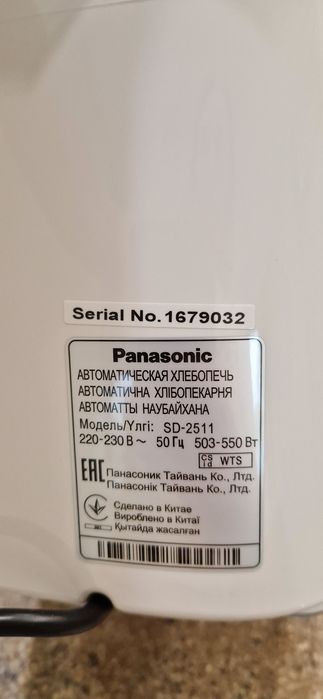 Serial No.1679032
Panasonic
АВТОМАТИЧЕСКАЯ ХЛЕБОПЕЧЬ
АВТОМАТИЧНА ХЛІБОПЕКАРНЯ
АВТОМАТТЫ НАУБАЙХАНА
Модель/Үлгі: SD-2511
220-230 В ~ 50 Гц 503-550 Вт
WTS
EAC Панасоник Тайвань Ко., Лтд.
Панасонік Тайвань Ко., Лтд.
Сделано в Китае
Вироблено в Китаї
Қытайда жасалған